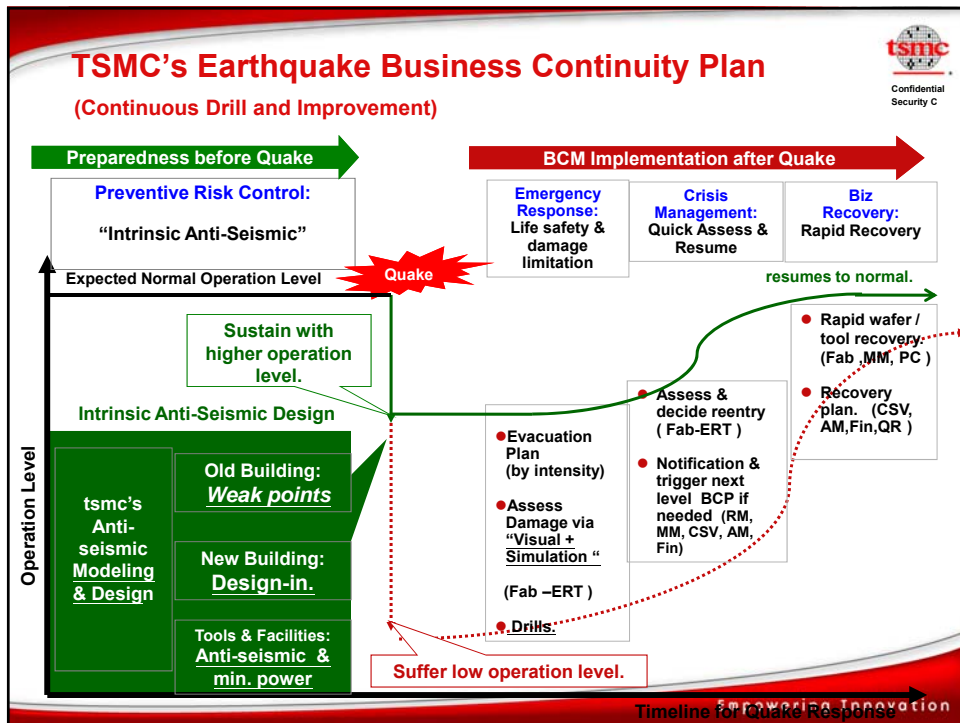 TSMC's Earthquake Business Continuity Plan
(Continuous Drill and Improvement)
tsmc
Confidential
Security C
Preparedness before Quake
BCM Implementation after Quake
Preventive Risk Control:
“Intrinsic Anti-Seismic”
Emergency
Response:
Life safety &
damage
limitation
Crisis
Management:
Quick Assess &
Resume
Biz
Recovery:
Rapid Recovery
Expected Normal Operation Level
Quake
resumes to normal.
Sustain with
higher operation
level.
Intrinsic Anti-Seismic Design
Operation Level
tsmc's
Anti-
seismic
Modeling
& Design
Old Building:
Weak points
New Building:
Design-in.
Tools & Facilities:
Anti-seismic &
min. power
●Evacuation
Plan
(by intensity)
● Assess
Damage via
“Visual +
Simulation “
(Fab –ERT )
● Drills.
● Assess &
decide reentry
( Fab-ERT )
● Notification &
trigger next
level BCP if
needed (RM,
MM, CSV, AM,
Fin)
● Rapid wafer /
tool recovery.
(Fab ,MM, PC )
● Recovery
plan. (CSV,
AM,Fin,QR )
Suffer low operation level.
Timeline for Quake Response
Empowering Innovation